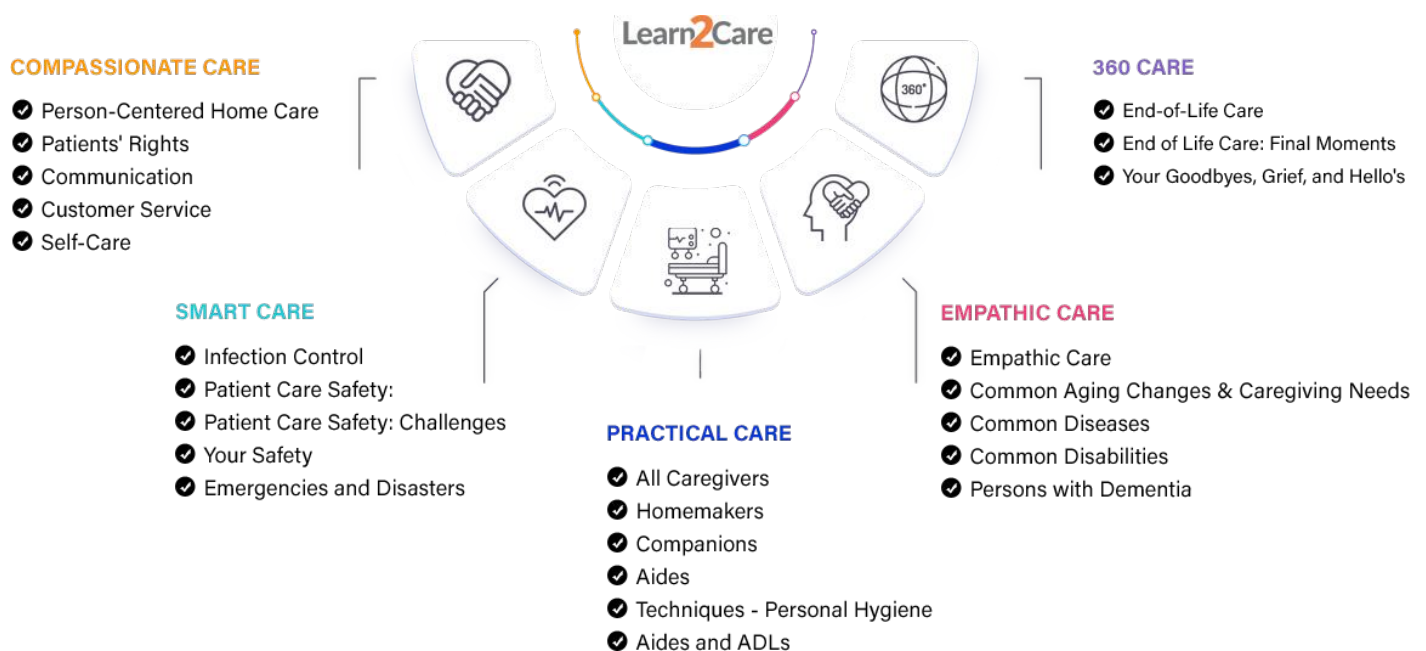 Learn2Care
COMPASSIONATE CARE
Person-Centered Home Care
Patients' Rights
Communication
Customer Service
Self-Care
SMART CARE
Infection Control
Patient Care Safety:
Patient Care Safety: Challenges
Your Safety
Emergencies and Disasters
PRACTICAL CARE
All Caregivers
Homemakers
Companions
Aides
Techniques - Personal Hygiene
Aides and ADLs
EMPATHIC CARE
Empathic Care
Common Aging Changes & Caregiving Needs
Common Diseases
Common Disabilities
Persons with Dementia
360°
360 CARE
End-of-Life Care
End of Life Care: Final Moments
Your Goodbyes, Grief, and Hello's